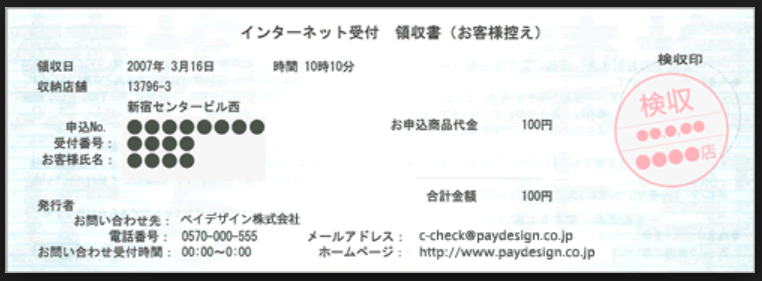 インターネット受付　領収書（お客様控え）
領収日　2007年 3月16日　時間 10時10分　検収印
収納店舗　13796-3
新宿センタービル西
申込No.　●●●●●●●●　お申込商品代金　100円
受付番号：●●●●
お客様氏名：●●●●
検収
●●.●.●●
●●●●店
合計金額　100円
発行者
お問い合わせ先：ペイデザイン株式会社
電話番号：0570-000-555　メールアドレス：c-check@paydesign.co.jp
お問い合わせ受付時間：00:00〜0:00　ホームページ：http://www.paydesign.co.jp